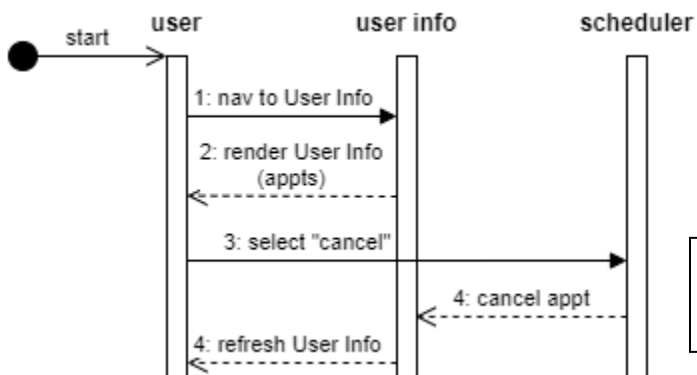 user
user info
scheduler
start
1: nav to User Info
2: render User Info
(appts)
3: select "cancel"
4: cancel appt
4: refresh User Info